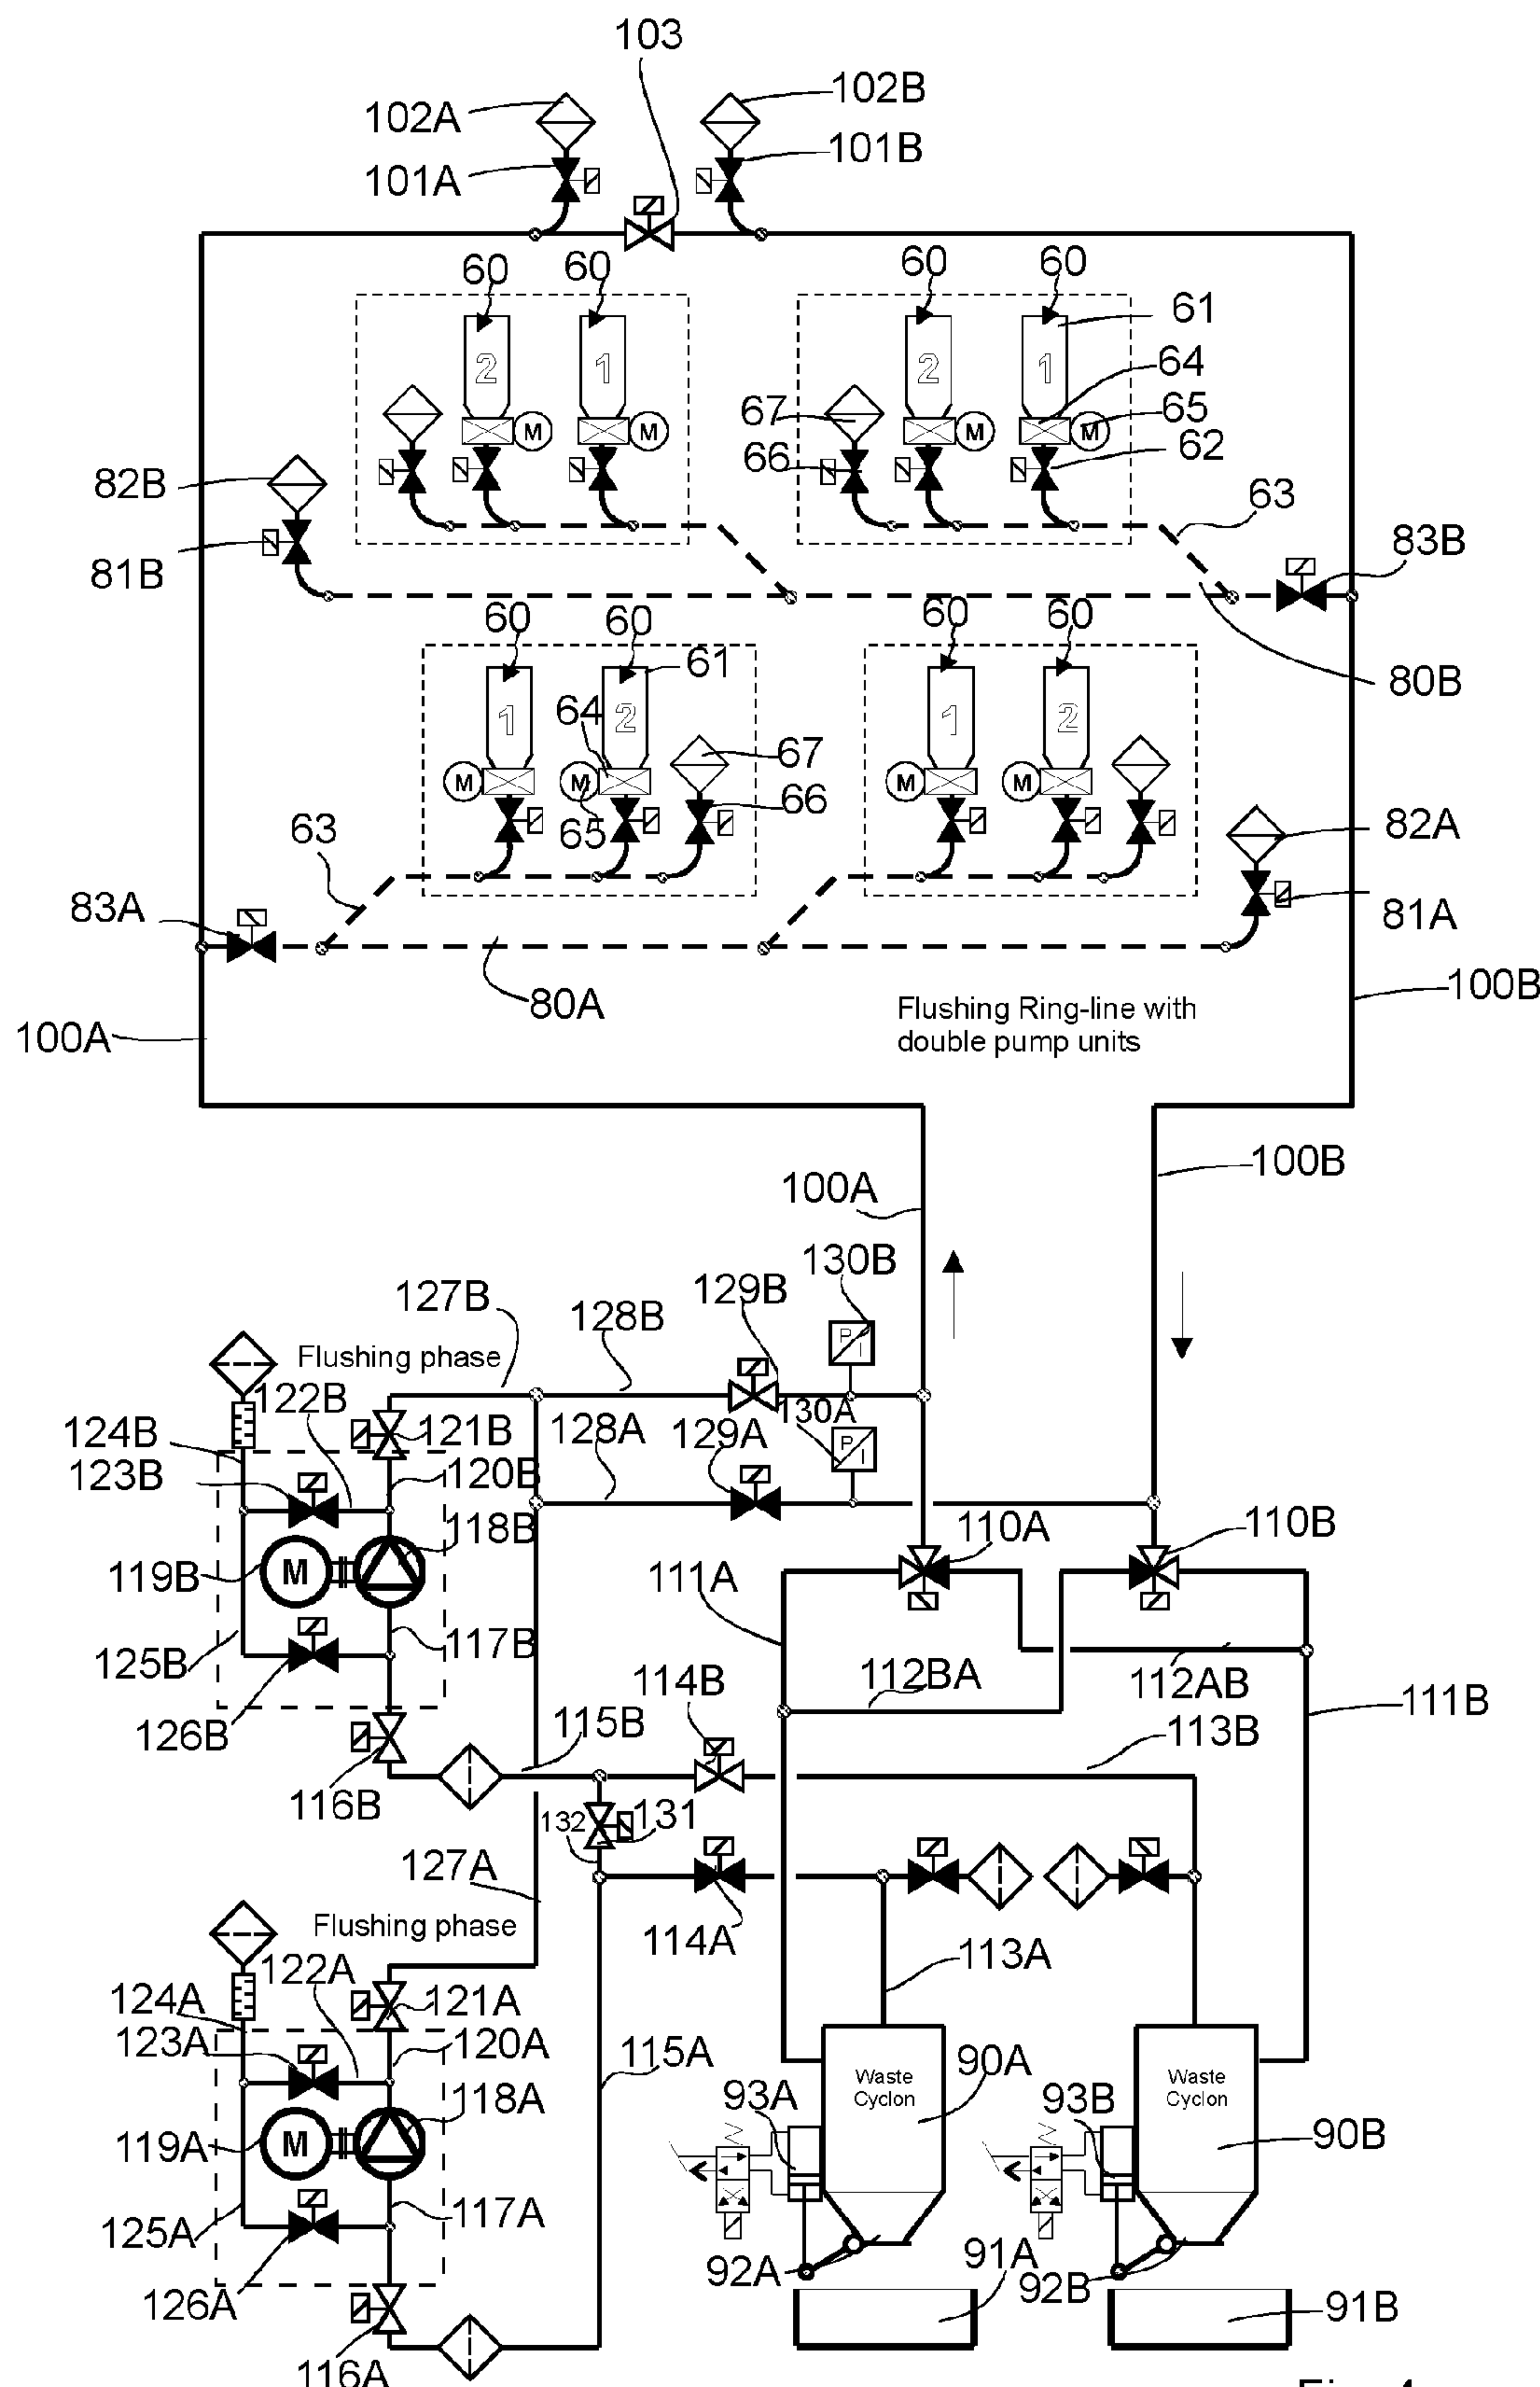 103
102A
102B
101A
101B
60
60
60
60
61
2
1
2
1
64
M
M
67
M
M
65
66
62
82B
63
83B
81B
60
60
60
60
61
80B
1
64
2
1
2
67
M
M
M
M
66
65
82A
63
83A
81A
80A
100A
100B
Flushing Ring-line with
double pump units
100B
100A
130B
127B
129B
128B
P
I
Flushing phase
122B
130A
124B
121B
128A
129A
P
I
123B
120B
118B
110A
110B
119B
M
111A
117B
125B
114B
112BA
112AB
111B
126B
115B
113B
116B
132
131
127A
114A
Flushing phase
113A
124A
122A
121A
123A
120A
115A
Waste
Cyclon
90A
Waste
Cyclon
93A
93B
118A
119A
M
90B
117A
125A
91A
92A
92B
126A
91B
116A